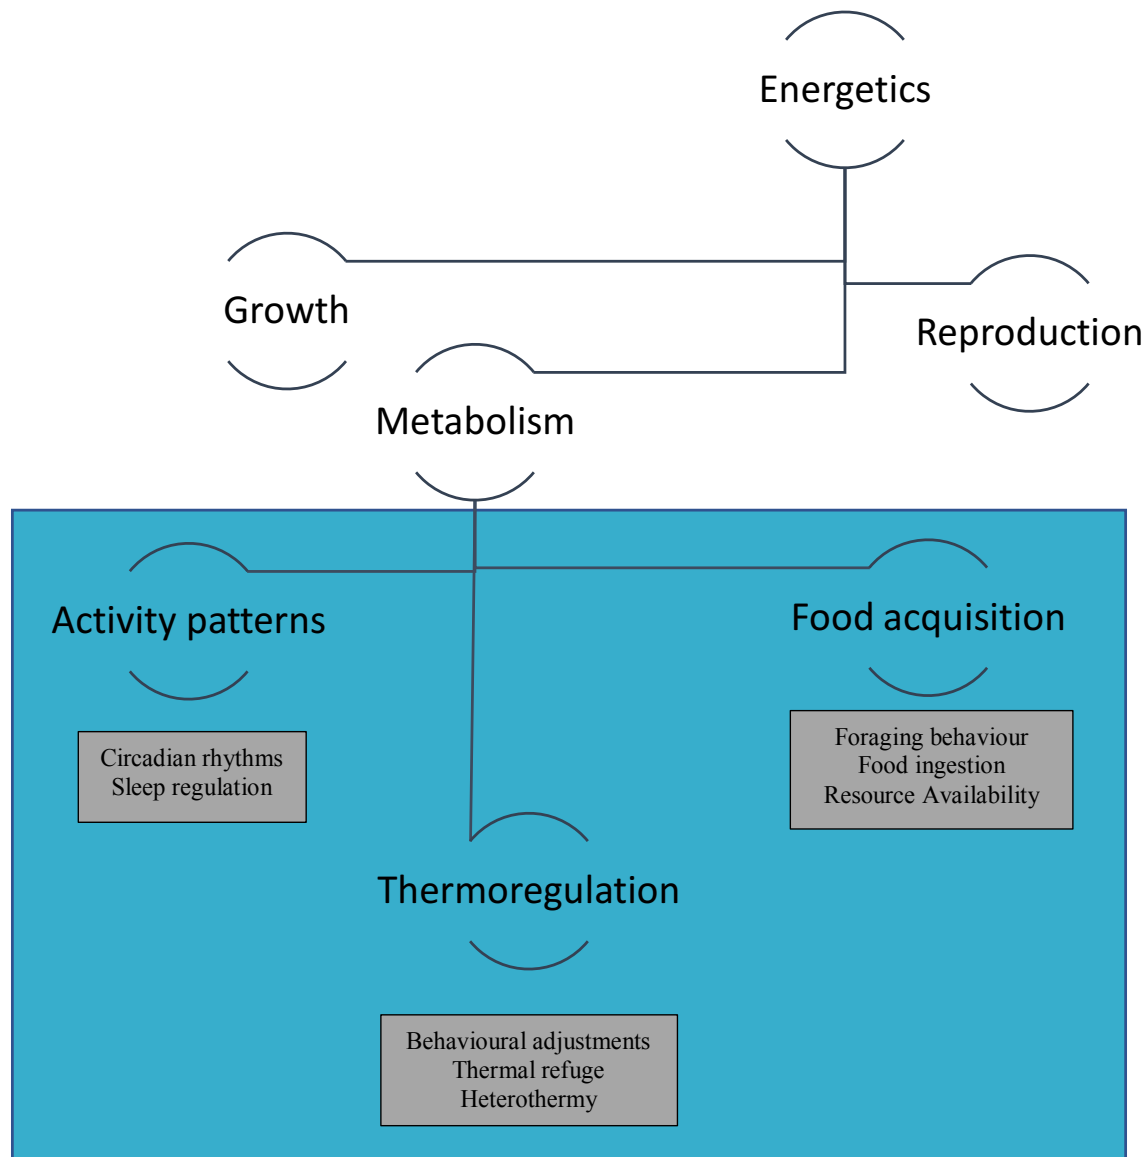 Energetics
Growth
Reproduction
Metabolism
Activity patterns
Food acquisition
Circadian rhythms
Sleep regulation
Foraging behaviour
Food ingestion
Resource Availability
Thermoregulation
Behavioural adjustments
Thermal refuge
Heterothermy